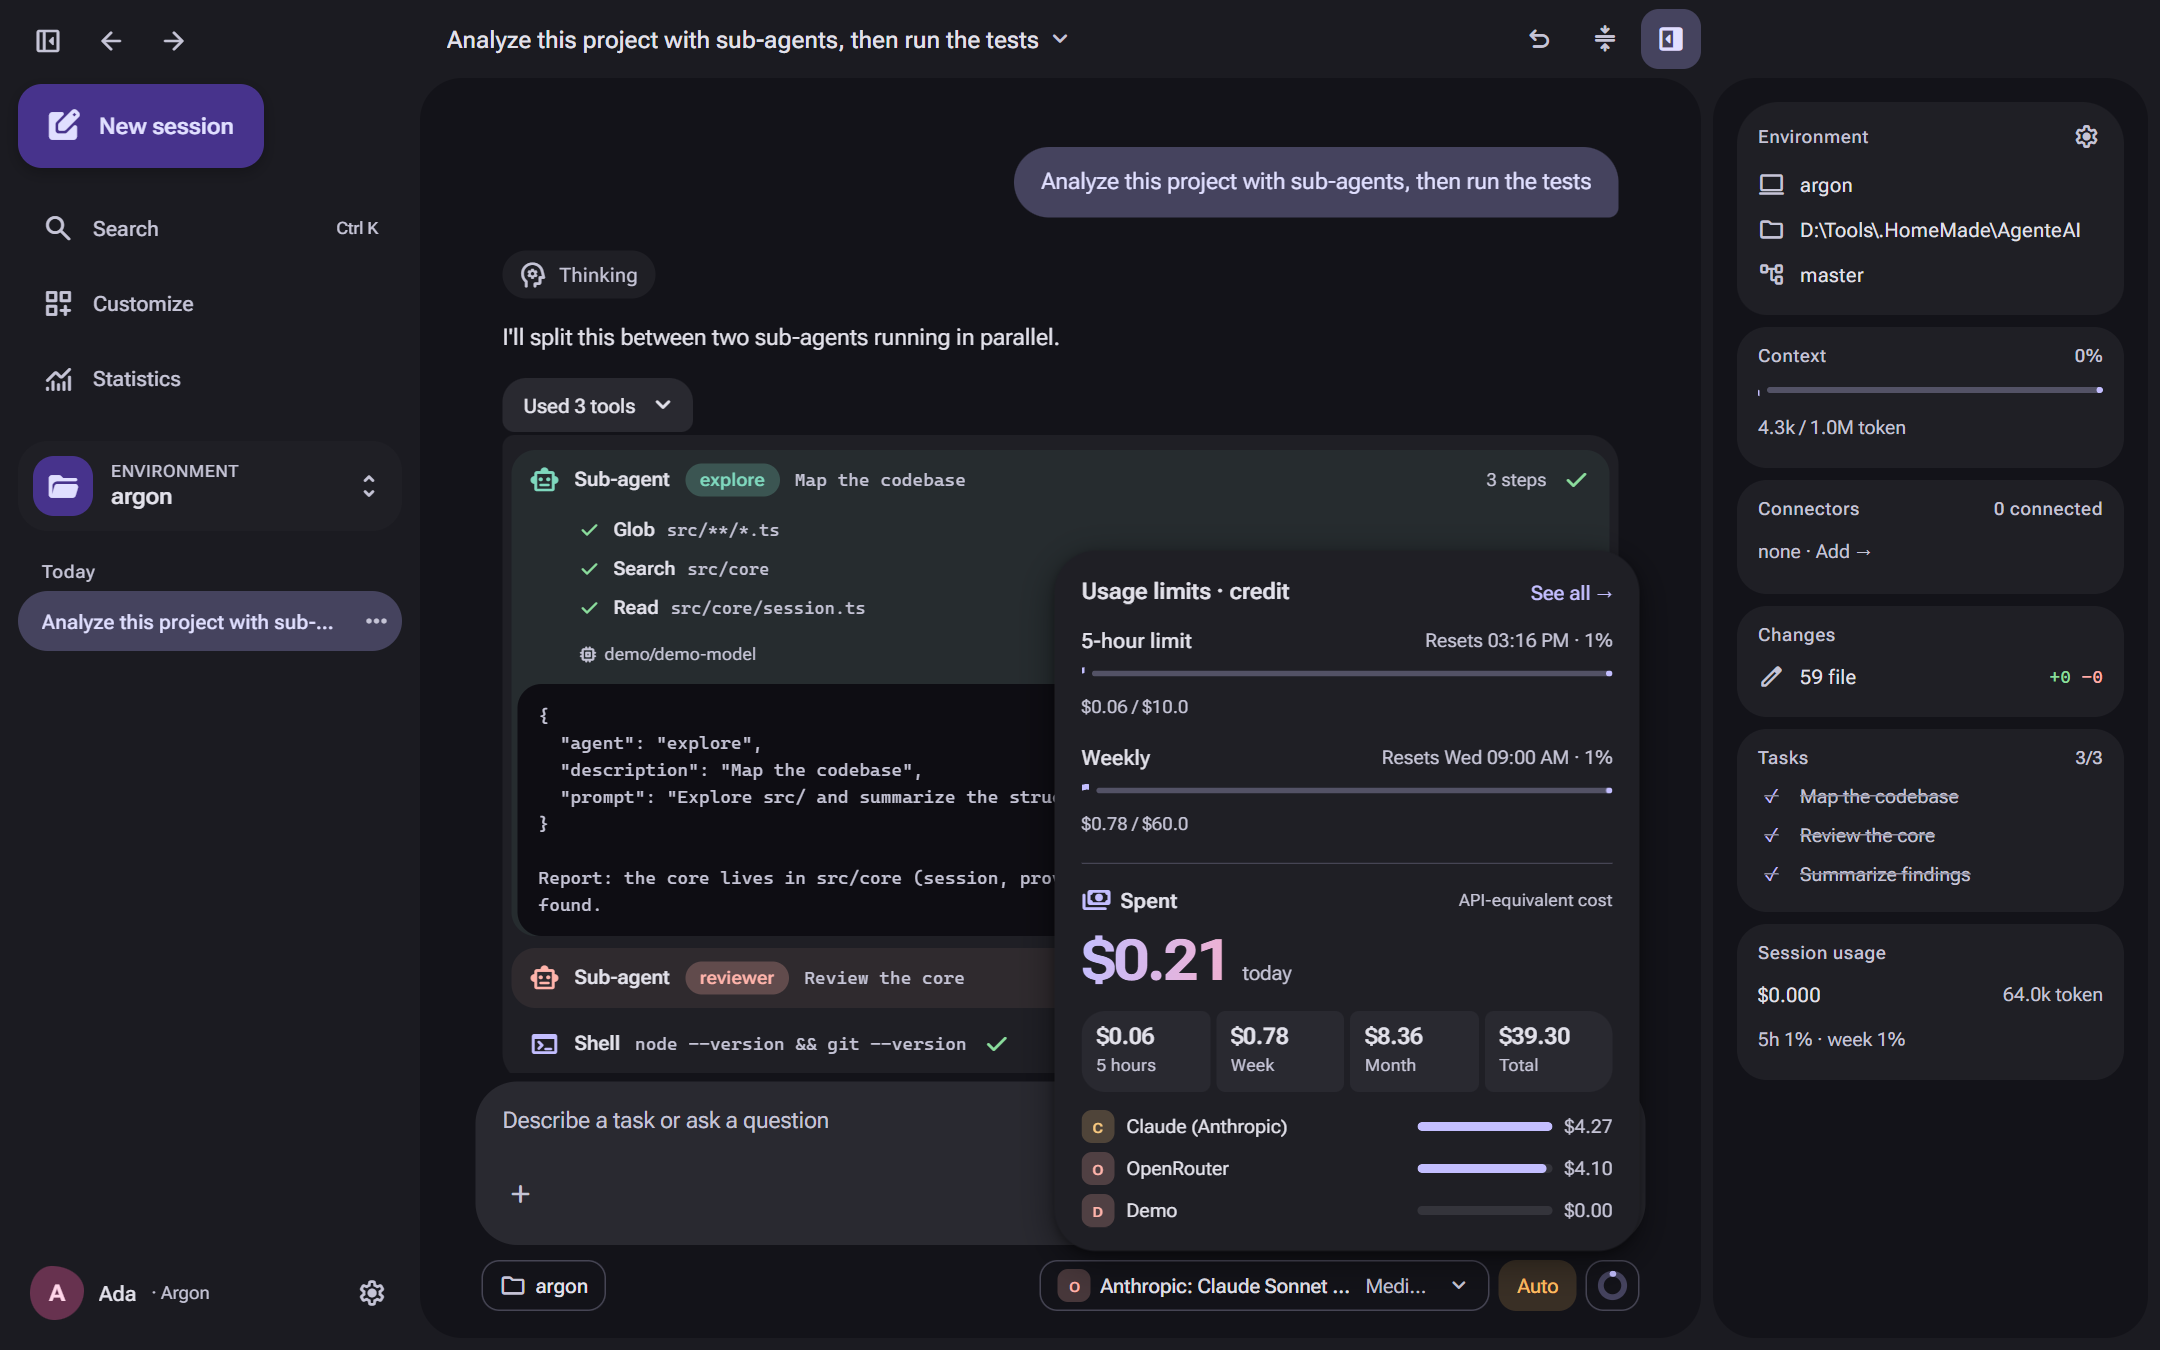 Analyze this project with sub-agents, then run the tests
New session
Search Ctrl K
Customize
Statistics
ENVIRONMENT
argon
Today
Analyze this project with sub-...
A Ada · Argon
Analyze this project with sub-agents, then run the tests
Thinking
I'll split this between two sub-agents running in parallel.
Used 3 tools
Sub-agent explore Map the codebase 3 steps
Glob src/**/*.ts
Search src/core
Read src/core/session.ts
demo/demo-model
{
"agent": "explore",
"description": "Map the codebase",
"prompt": "Explore src/ and summarize the stru
}
Report: the core lives in src/core (session, pro
found.
Sub-agent reviewer Review the core
Shell node --version && git --version
Describe a task or ask a question
+
argon
O Anthropic: Claude Sonnet ... Medi...
Auto
Usage limits · credit See all →
5-hour limit Resets 03:16 PM · 1%
$0.06 / $10.0
Weekly Resets Wed 09:00 AM · 1%
$0.78 / $60.0
Spent API-equivalent cost
$0.21 today
$0.06 $0.78 $8.36 $39.30
5 hours Week Month Total
C Claude (Anthropic) $4.27
O OpenRouter $4.10
D Demo $0.00
Environment
argon
D:\Tools\.HomeMade\AgenteAI
master
Context 0%
4.3k / 1.0M token
Connectors 0 connected
none · Add →
Changes
59 file +0 −0
Tasks 3/3
Map the codebase
Review the core
Summarize findings
Session usage
$0.000 64.0k token
5h 1% · week 1%